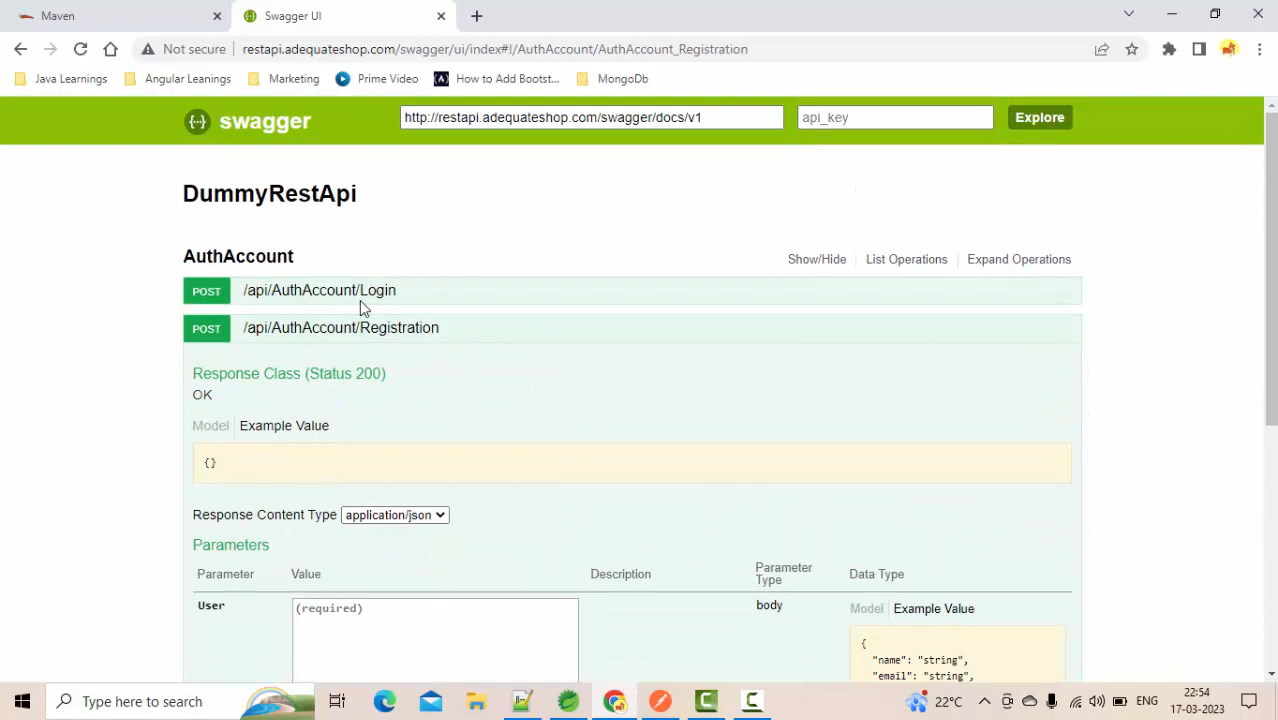 Maven
Swagger UI
Not secure
restapi.adequateshop.com/swagger/ui/index#!/AuthAccount/AuthAccount_Registration
Java Learnings
Angular Leanings
Marketing
Prime Video
How to Add Bootst...
MongoDb
{··}
swagger
http://restapi.adequateshop.com/swagger/docs/v1
api_key
Explore
DummyRestApi
AuthAccount
Show/Hide
List Operations
Expand Operations
POST
/api/AuthAccount/Login
POST
/api/AuthAccount/Registration
Response Class (Status 200)
OK
Model
Example Value
{}
Response Content Type
application/json
Parameters
Parameter
Value
Description
Parameter
Type
Data Type
User
(required)
body
Model
Example Value
{
"name": "string",
"email": "string",
Type here to search
22°C
ENG
22:54
17-03-2023